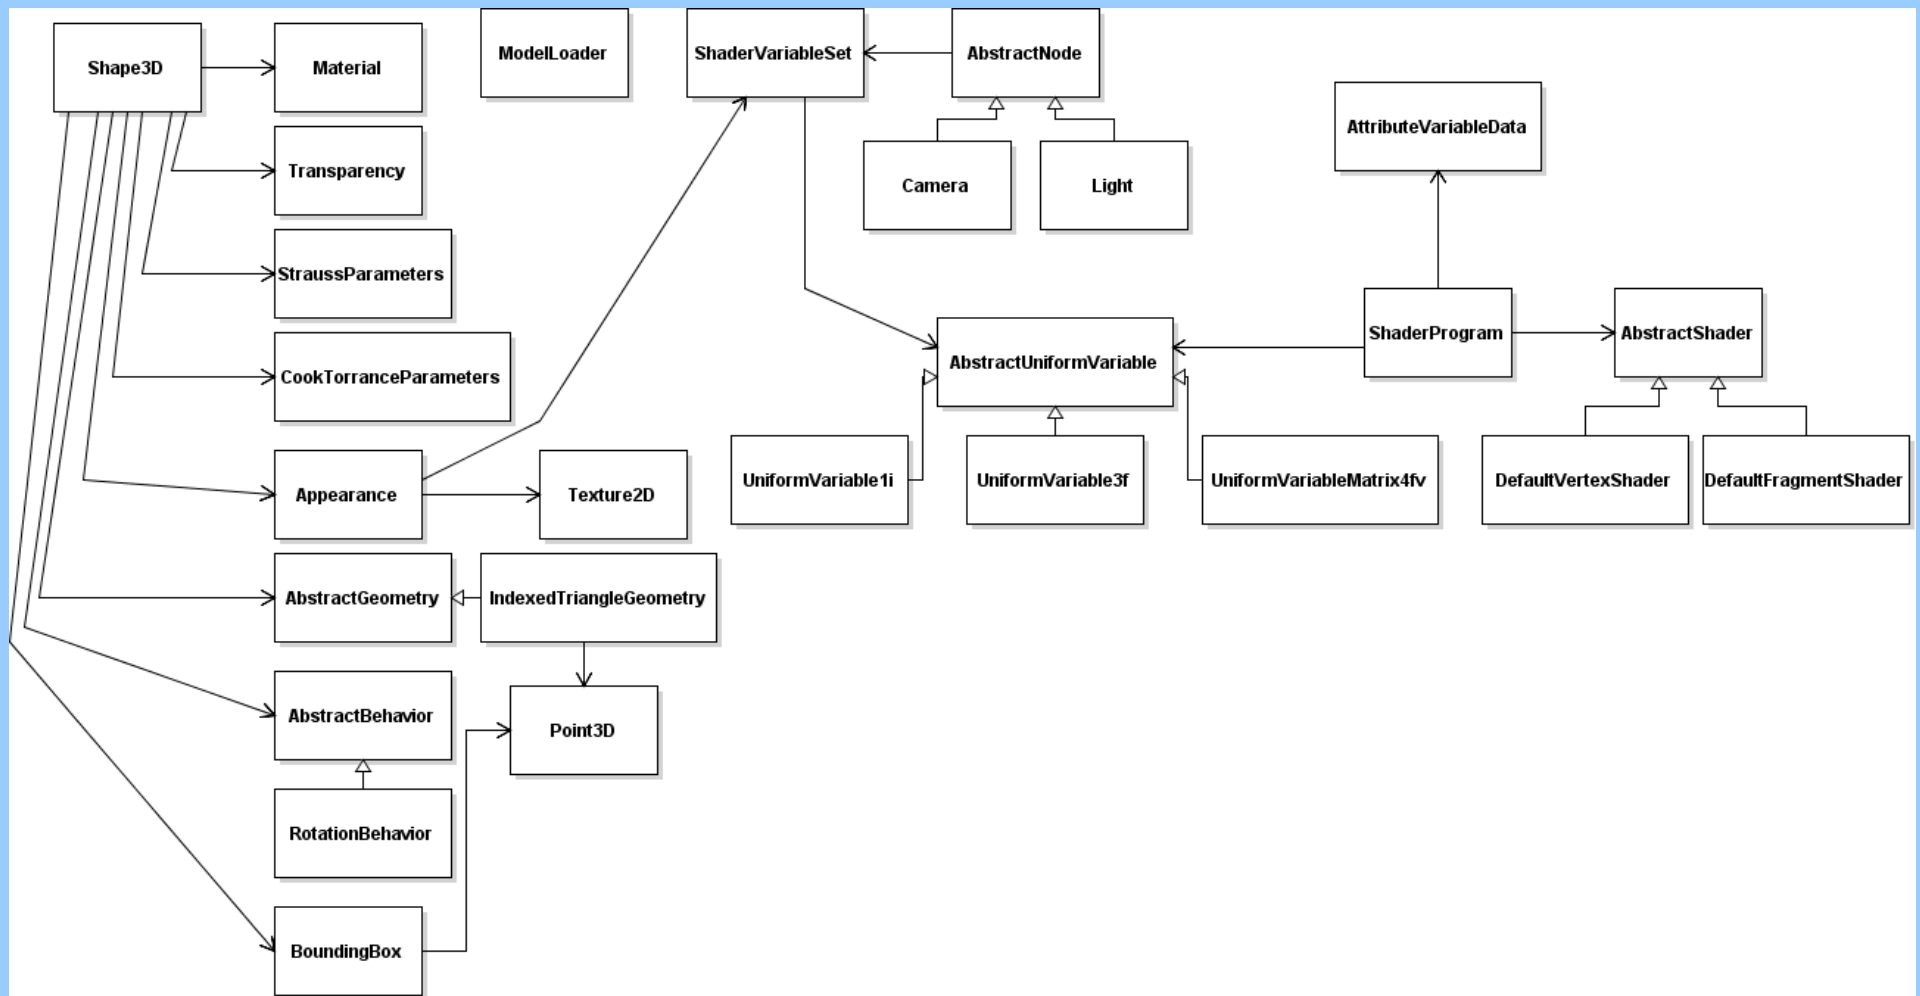 Shape3D
Material
ModelLoader
ShaderVariableSet
AbstractNode
AttributeVariableData
Transparency
Camera
Light
StraussParameters
ShaderProgram
AbstractShader
AbstractUniformVariable
CookTorranceParameters
Appearance
Texture2D
UniformVariable1i
UniformVariable3f
UniformVariableMatrix4fv
DefaultVertexShader
DefaultFragmentShader
AbstractGeometry
IndexedTriangleGeometry
AbstractBehavior
Point3D
RotationBehavior
BoundingBox